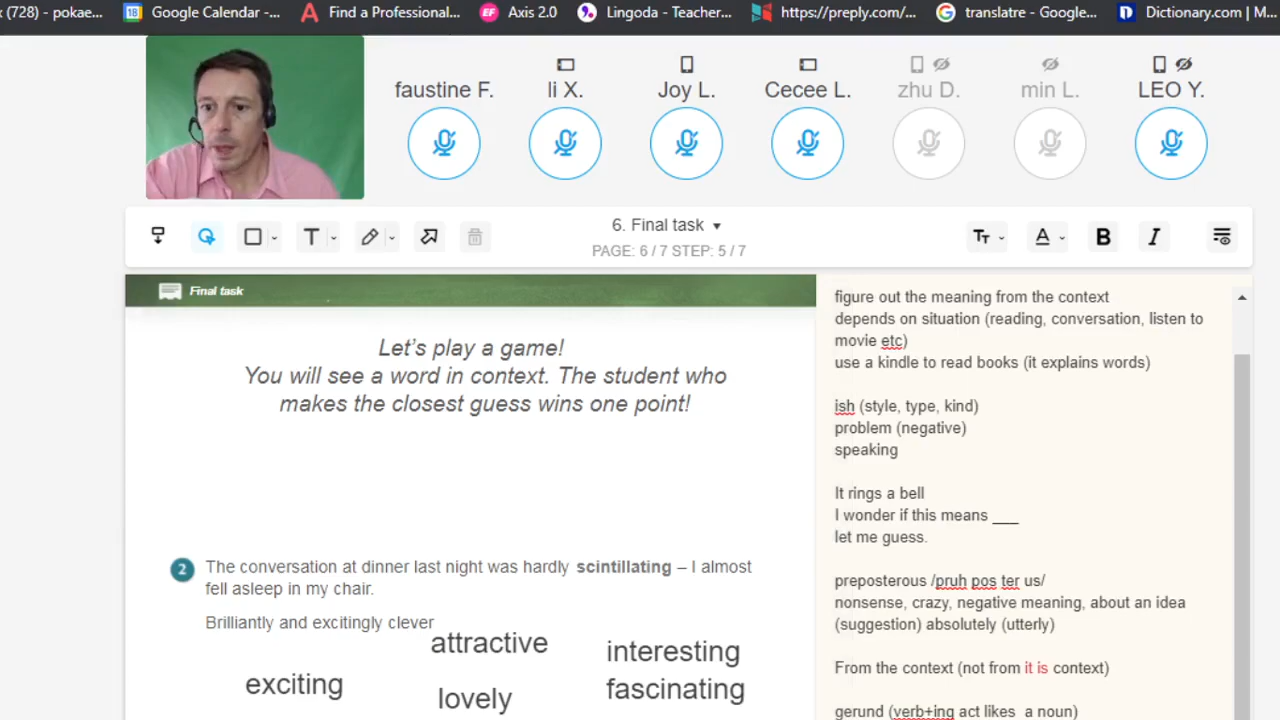 x (728) - pokae...
Google Calendar -...
Find a Professional...
EF
Axis 2.0
Lingoda - Teacher...
https://preply.com/...
translatre - Google...
Dictionary.com | M...
faustine F.
li X.
Joy L.
Cecee L.
zhu D.
min L.
LEO Y.
6. Final task
PAGE: 6 / 7 STEP: 5 / 7
Final task
Let's play a game!
You will see a word in context. The student who
makes the closest guess wins one point!
2 The conversation at dinner last night was hardly scintillating – I almost
fell asleep in my chair.
Brilliantly and excitingly clever
attractive
interesting
exciting
lovely
fascinating
figure out the meaning from the context
depends on situation (reading, conversation, listen to
movie etc)
use a kindle to read books (it explains words)
ish (style, type, kind)
problem (negative)
speaking
It rings a bell
I wonder if this means ___
let me guess.
preposterous /pruh pos ter us/
nonsense, crazy, negative meaning, about an idea
(suggestion) absolutely (utterly)
From the context (not from it is context)
gerund (verb+ing act likes a noun)